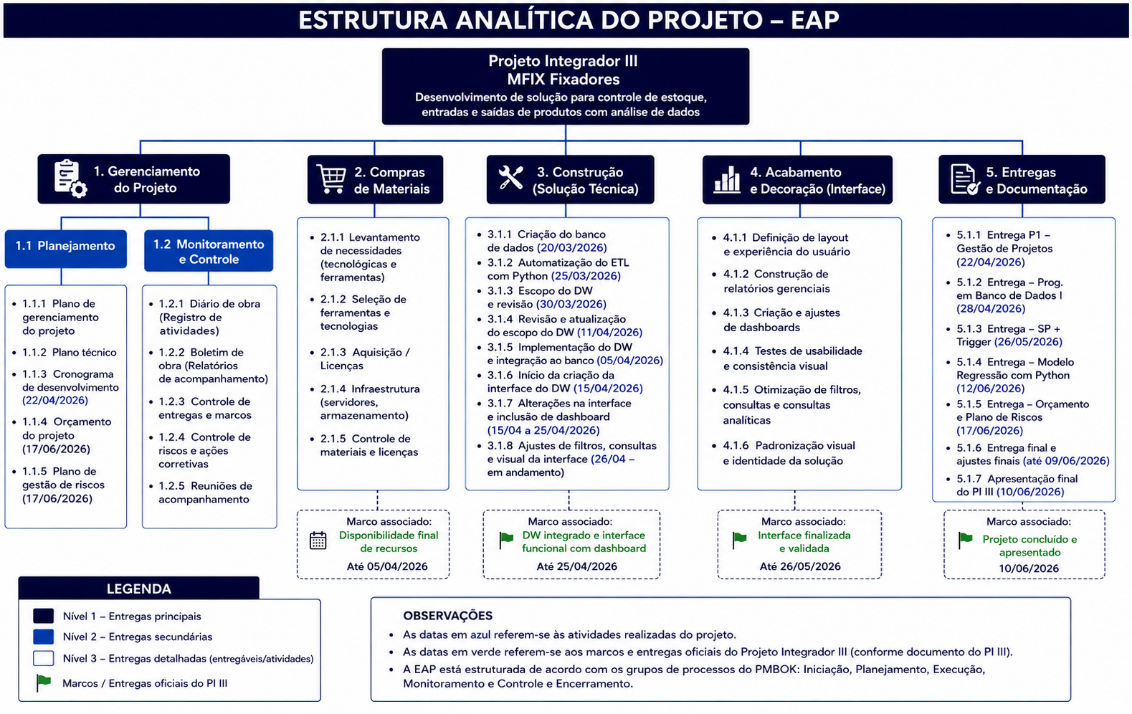 ESTRUTURA ANALÍTICA DO PROJETO – EAP
Projeto Integrador III
MFIX Fixadores
Desenvolvimento de solução para controle de estoque,
entradas e saídas de produtos com análise de dados
1. Gerenciamento
do Projeto
2. Compras
de Materiais
3. Construção
(Solução Técnica)
4. Acabamento
e Decoração (Interface)
5. Entregas
e Documentação
1.1 Planejamento
1.2 Monitoramento
e Controle
• 1.1.1 Plano de
gerenciamento
do projeto
• 1.1.2 Plano técnico
• 1.1.3 Cronograma
de desenvolvimento
(22/04/2026)
• 1.1.4 Orçamento
do projeto
(17/06/2026)
• 1.1.5 Plano de
gestão de riscos
(17/06/2026)
• 1.2.1 Diário de obra
(Registro de
atividades)
• 1.2.2 Boletim de
obra (Relatórios
de acompanhamento)
• 1.2.3 Controle de
entregas e marcos
• 1.2.4 Controle de
riscos e ações
corretivas
• 1.2.5 Reuniões de
acompanhamento
• 2.1.1 Levantamento
de necessidades
(tecnológicas e
ferramentas)
• 2.1.2 Seleção de
ferramentas e
tecnologias
• 2.1.3 Aquisição /
Licenças
• 2.1.4 Infraestrutura
(servidores,
armazenamento)
• 2.1.5 Controle de
materiais e licenças
• 3.1.1 Criação do banco
de dados (20/03/2026)
• 3.1.2 Automatização do ETL
com Python (25/03/2026)
• 3.1.3 Escopo do DW
e revisão (30/03/2026)
• 3.1.4 Revisão e atualização
do escopo do DW (11/04/2026)
• 3.1.5 Implementação do DW
e integração ao banco (05/04/2026)
• 3.1.6 Início da criação da
interface do DW (15/04/2026)
• 3.1.7 Alterações na interface
e inclusão de dashboard
(15/04 a 25/04/2026)
• 3.1.8 Ajustes de filtros, consultas
e visual da interface (26/04 –
em andamento)
• 4.1.1 Definição de layout
e experiência do usuário
• 4.1.2 Construção de
relatórios gerenciais
• 4.1.3 Criação e ajustes
de dashboards
• 4.1.4 Testes de usabilidade
e consistência visual
• 4.1.5 Otimização de filtros,
consultas e consultas
analíticas
• 4.1.6 Padronização visual
e identidade da solução
• 5.1.1 Entrega P1 –
Gestão de Projetos
(22/04/2026)
• 5.1.2 Entrega – Prog.
em Banco de Dados I
(28/04/2026)
• 5.1.3 Entrega – SP +
Trigger (26/05/2026)
• 5.1.4 Entrega – Modelo
Regressão com Python
(12/06/2026)
• 5.1.5 Entrega – Orçamento
e Plano de Riscos
(17/06/2026)
• 5.1.6 Entrega final e
ajustes finais (até 09/06/2026)
• 5.1.7 Apresentação final
do PI III (10/06/2026)
Marco associado:
Disponibilidade final
de recursos
Até 05/04/2026
Marco associado:
DW integrado e interface
funcional com dashboard
Até 25/04/2026
Marco associado:
Interface finalizada
e validada
Até 26/05/2026
Marco associado:
Projeto concluído e
apresentado
10/06/2026
LEGENDA
Nível 1 – Entregas principais
Nível 2 – Entregas secundárias
Nível 3 – Entregas detalhadas (entregáveis/atividades)
Marcos / Entregas oficiais do PI III
OBSERVAÇÕES
• As datas em azul referem-se às atividades realizadas do projeto.
• As datas em verde referem-se aos marcos e entregas oficiais do Projeto Integrador III (conforme documento do PI III).
• A EAP está estruturada de acordo com os grupos de processos do PMBOK: Iniciação, Planejamento, Execução,
Monitoramento e Controle e Encerramento.